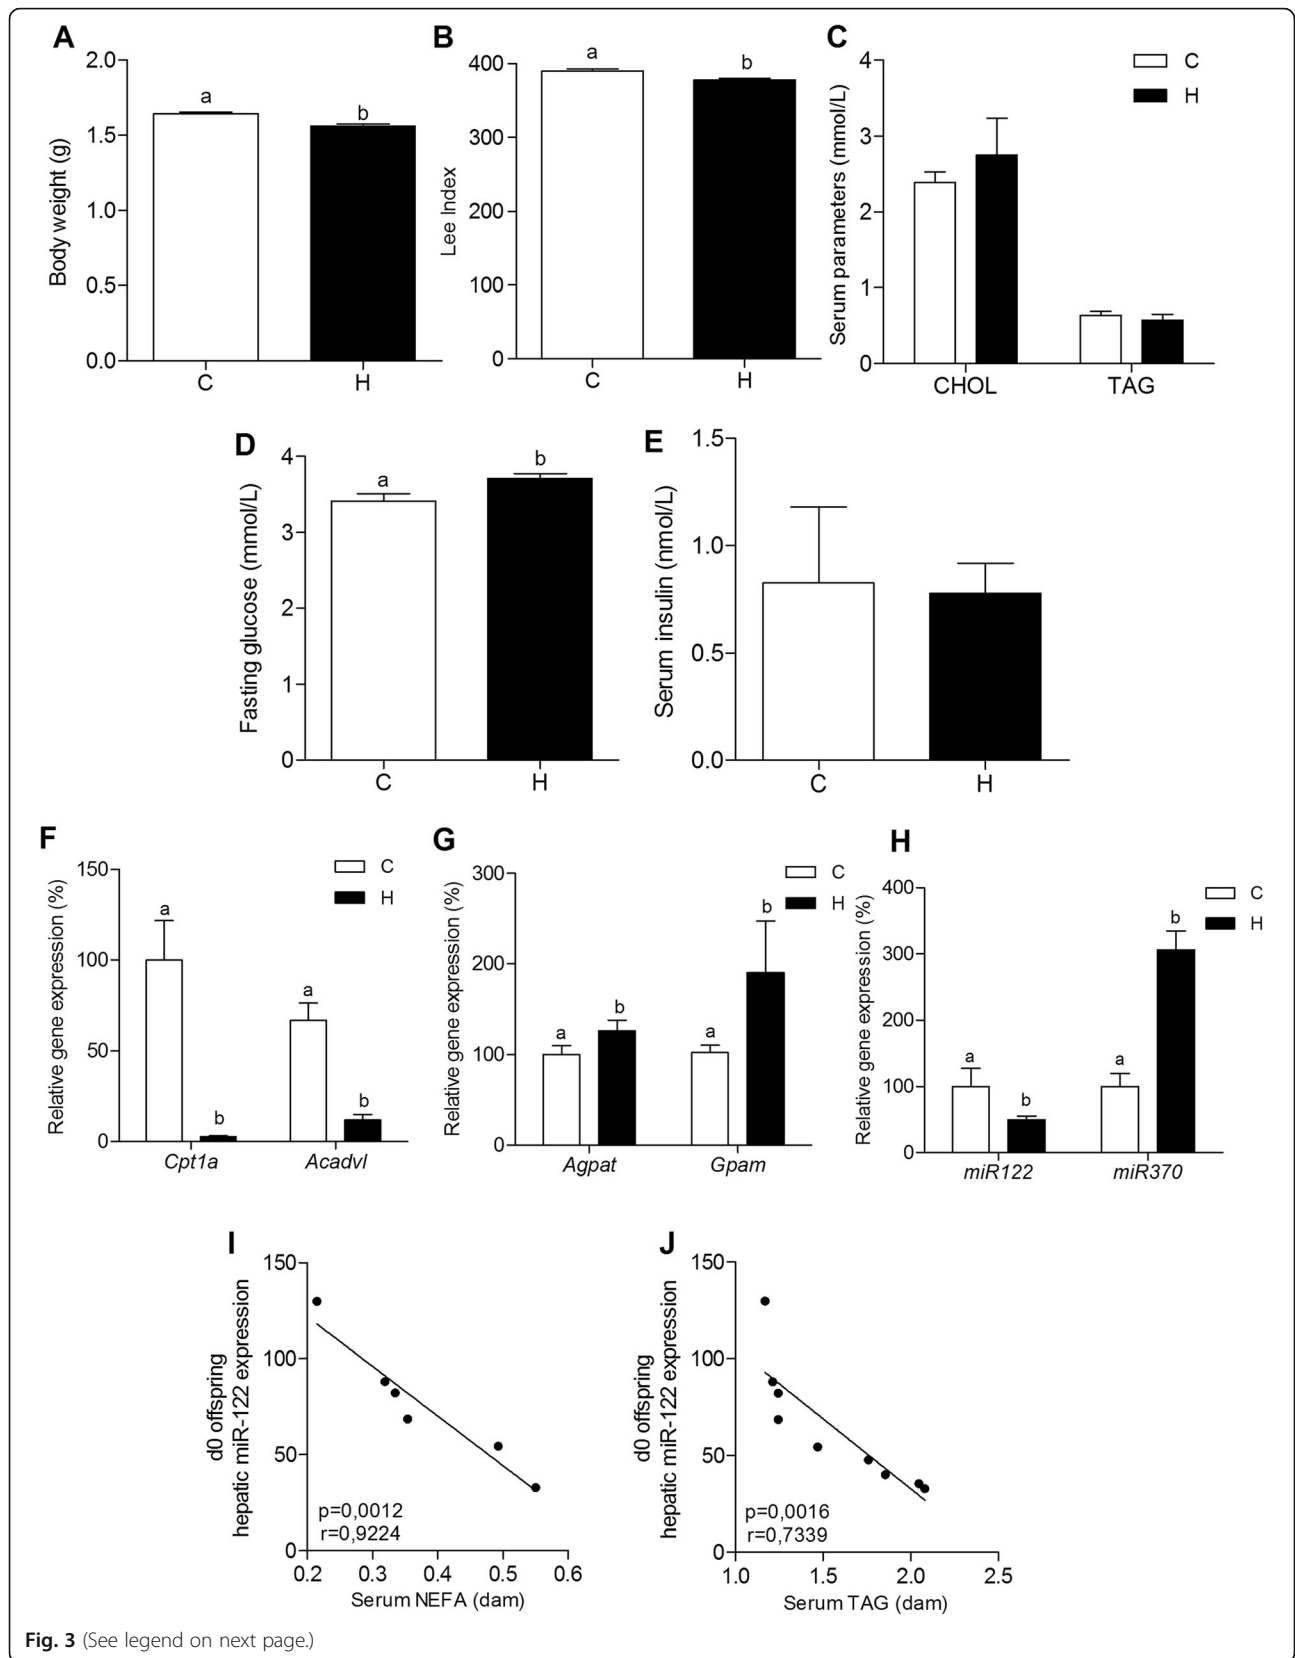 A
B
C
2.0
1.5
1.0
0.5
0.0
Body weight (g)
a
b
C
H
400
300
200
100
0
Lee Index
a
b
C
H
4
3
2
1
0
Serum parameters (mmol/L)
C
H
CHOL
TAG
D
E
4
3
2
1
0
Fasting glucose (mmol/L)
a
b
C
H
1.5
1.0
0.5
0.0
Serum insulin (nmol/L)
C
H
F
G
H
150
100
50
0
Relative gene expression (%)
C
H
a
b
a
b
Cpt1a
Acadvl
300
200
100
0
Relative gene expression (%)
C
H
a
b
a
b
Agpat
Gpam
400
300
200
100
0
Relative gene expression (%)
C
H
a
b
a
b
miR122
miR370
I
J
150
100
50
0
d0 offspring
hepatic miR-122 expression
p=0,0012
r=0,9224
0.2
0.3
0.4
0.5
0.6
Serum NEFA (dam)
150
100
50
0
d0 offspring
hepatic miR-122 expression
p=0,0016
r=0,7339
1.0
1.5
2.0
2.5
Serum TAG (dam)
Fig. 3 (See legend on next page.)